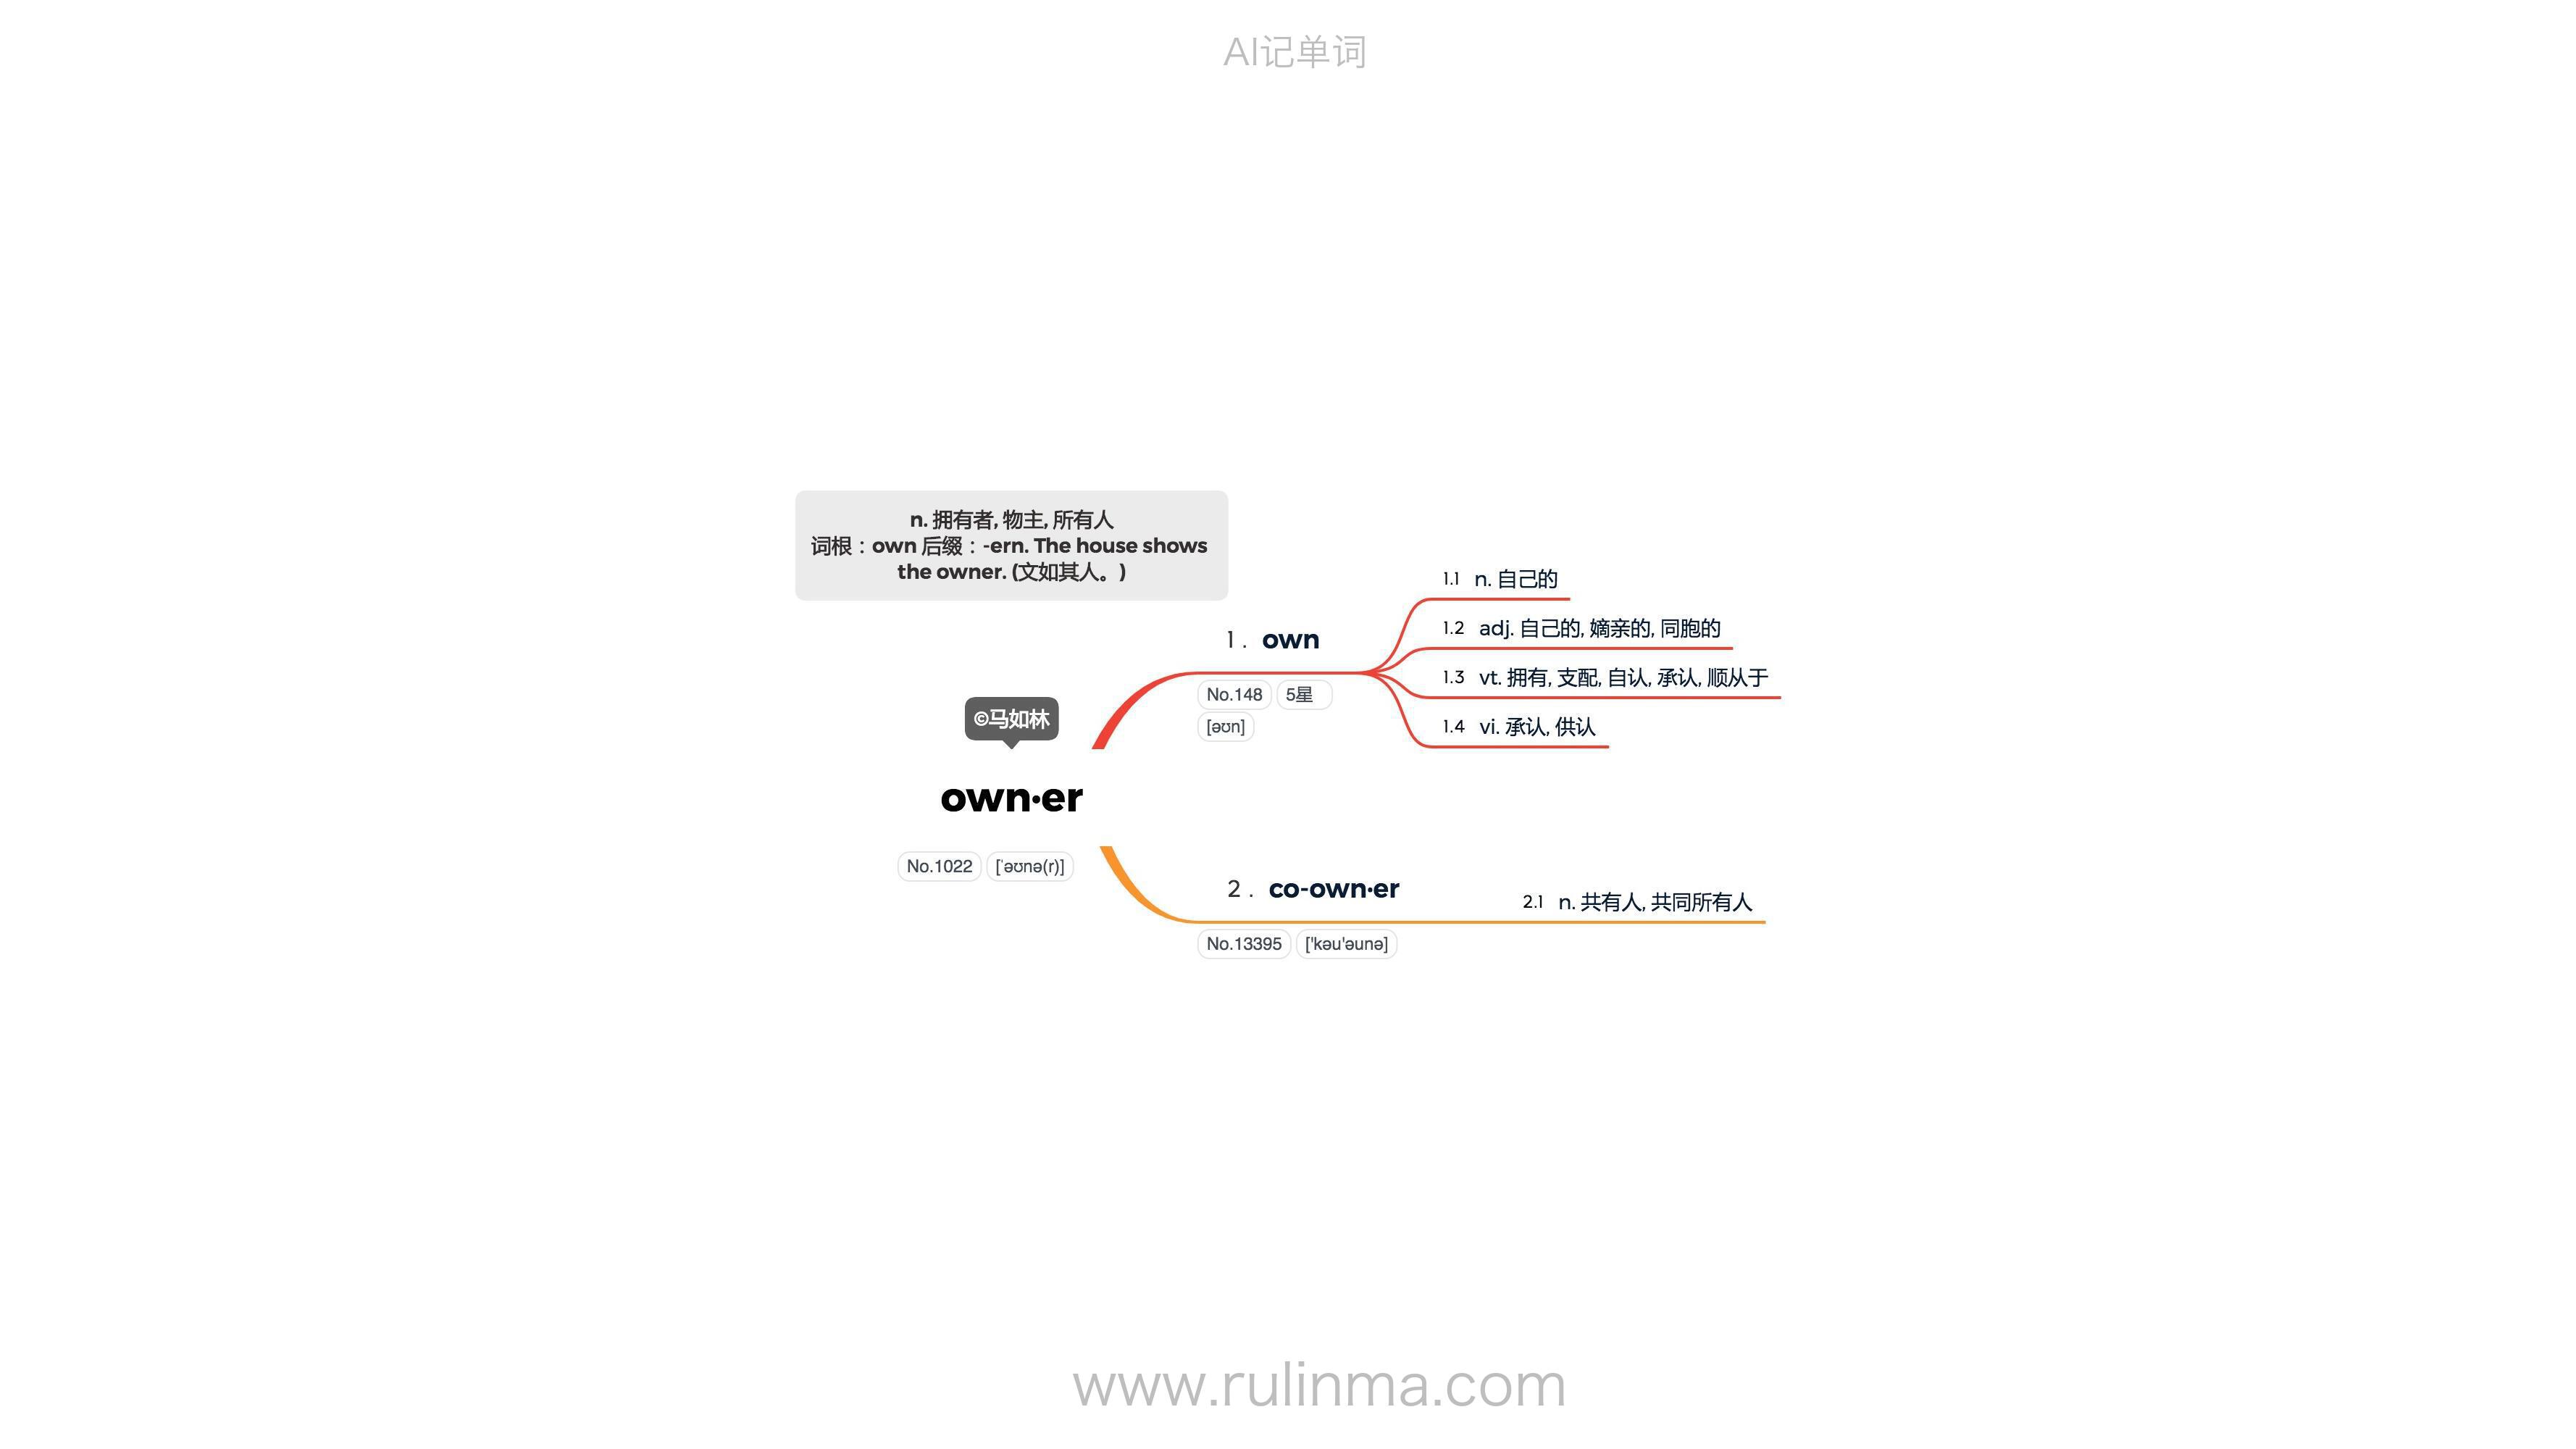 AI记单词
n. 拥有者, 物主, 所有人
词根：own 后缀：-ern. The house shows
the owner. (文如其人。)
©马如林
own·er
No.1022 [ˈəʊnə(r)]
1. own
No.148 5星
[əʊn]
1.1 n. 自己的
1.2 adj. 自己的, 嫡亲的, 同胞的
1.3 vt. 拥有, 支配, 自认, 承认, 顺从于
1.4 vi. 承认, 供认
2. co-own·er
No.13395 ['kəu'əunə]
2.1 n. 共有人, 共同所有人
www.rulinma.com